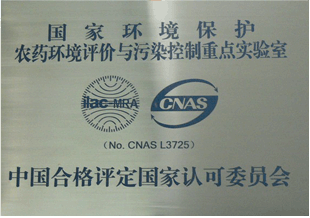 国家环境保护
农药环境评价与污染控制重点实验室
ilac-MRA
CNAS
(No. CNAS L3725)
中国合格评定国家认可委员会